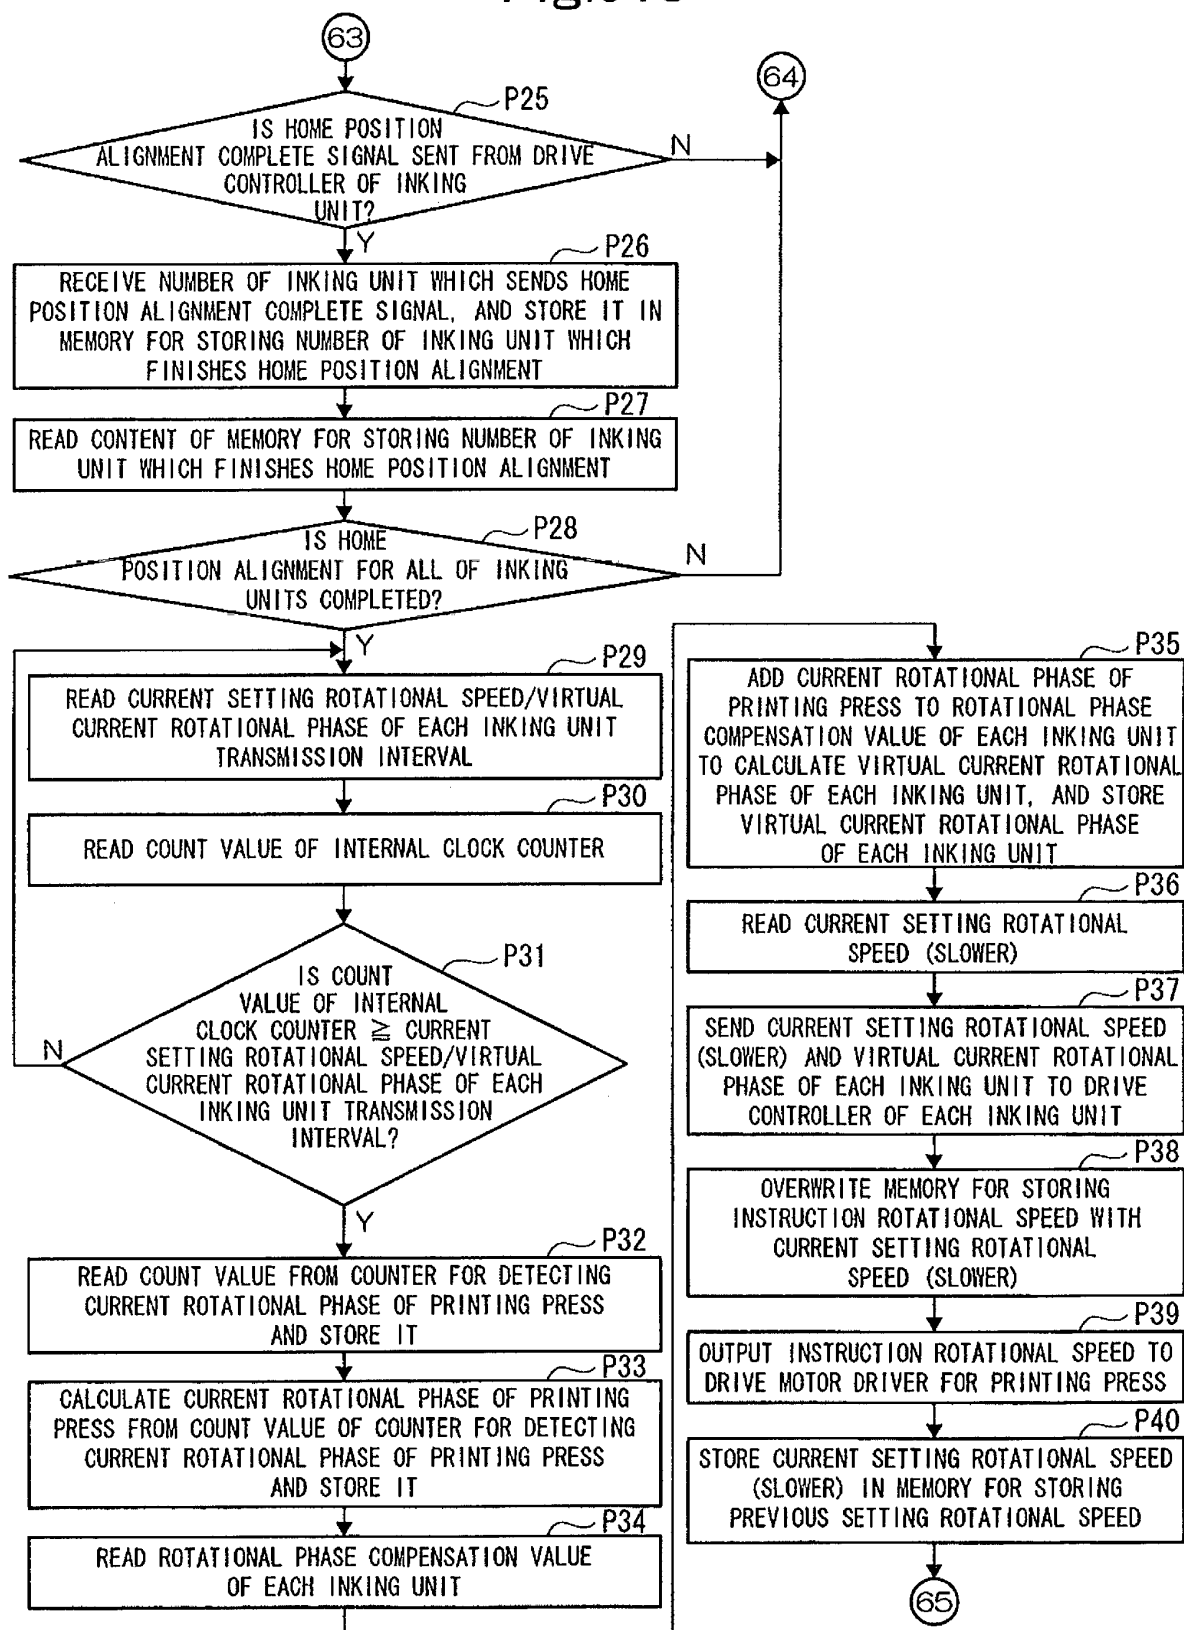 63
64
P25
IS HOME POSITION
ALIGNMENT COMPLETE SIGNAL SENT FROM DRIVE
CONTROLLER OF INKING
UNIT?
N
Y
P26
RECEIVE NUMBER OF INKING UNIT WHICH SENDS HOME
POSITION ALIGNMENT COMPLETE SIGNAL, AND STORE IT IN
MEMORY FOR STORING NUMBER OF INKING UNIT WHICH
FINISHES HOME POSITION ALIGNMENT
P27
READ CONTENT OF MEMORY FOR STORING NUMBER OF INKING
UNIT WHICH FINISHES HOME POSITION ALIGNMENT
P28
IS HOME
POSITION ALIGNMENT FOR ALL OF INKING
UNITS COMPLETED?
N
Y
P29
READ CURRENT SETTING ROTATIONAL SPEED/VIRTUAL
CURRENT ROTATIONAL PHASE OF EACH INKING UNIT
TRANSMISSION INTERVAL
P30
READ COUNT VALUE OF INTERNAL CLOCK COUNTER
P31
IS COUNT
VALUE OF INTERNAL
CLOCK COUNTER ≧ CURRENT
SETTING ROTATIONAL SPEED/VIRTUAL
CURRENT ROTATIONAL PHASE OF EACH
INKING UNIT TRANSMISSION
INTERVAL?
N
Y
P32
READ COUNT VALUE FROM COUNTER FOR DETECTING
CURRENT ROTATIONAL PHASE OF PRINTING PRESS
AND STORE IT
P33
CALCULATE CURRENT ROTATIONAL PHASE OF PRINTING
PRESS FROM COUNT VALUE OF COUNTER FOR DETECTING
CURRENT ROTATIONAL PHASE OF PRINTING PRESS
AND STORE IT
P34
READ ROTATIONAL PHASE COMPENSATION VALUE
OF EACH INKING UNIT
P35
ADD CURRENT ROTATIONAL PHASE OF
PRINTING PRESS TO ROTATIONAL PHASE
COMPENSATION VALUE OF EACH INKING UNIT
TO CALCULATE VIRTUAL CURRENT ROTATIONAL
PHASE OF EACH INKING UNIT, AND STORE
VIRTUAL CURRENT ROTATIONAL PHASE
OF EACH INKING UNIT
P36
READ CURRENT SETTING ROTATIONAL
SPEED (SLOWER)
P37
SEND CURRENT SETTING ROTATIONAL SPEED
(SLOWER) AND VIRTUAL CURRENT ROTATIONAL
PHASE OF EACH INKING UNIT TO DRIVE
CONTROLLER OF EACH INKING UNIT
P38
OVERWRITE MEMORY FOR STORING
INSTRUCTION ROTATIONAL SPEED WITH
CURRENT SETTING ROTATIONAL
SPEED (SLOWER)
P39
OUTPUT INSTRUCTION ROTATIONAL SPEED TO
DRIVE MOTOR DRIVER FOR PRINTING PRESS
P40
STORE CURRENT SETTING ROTATIONAL SPEED
(SLOWER) IN MEMORY FOR STORING
PREVIOUS SETTING ROTATIONAL SPEED
65